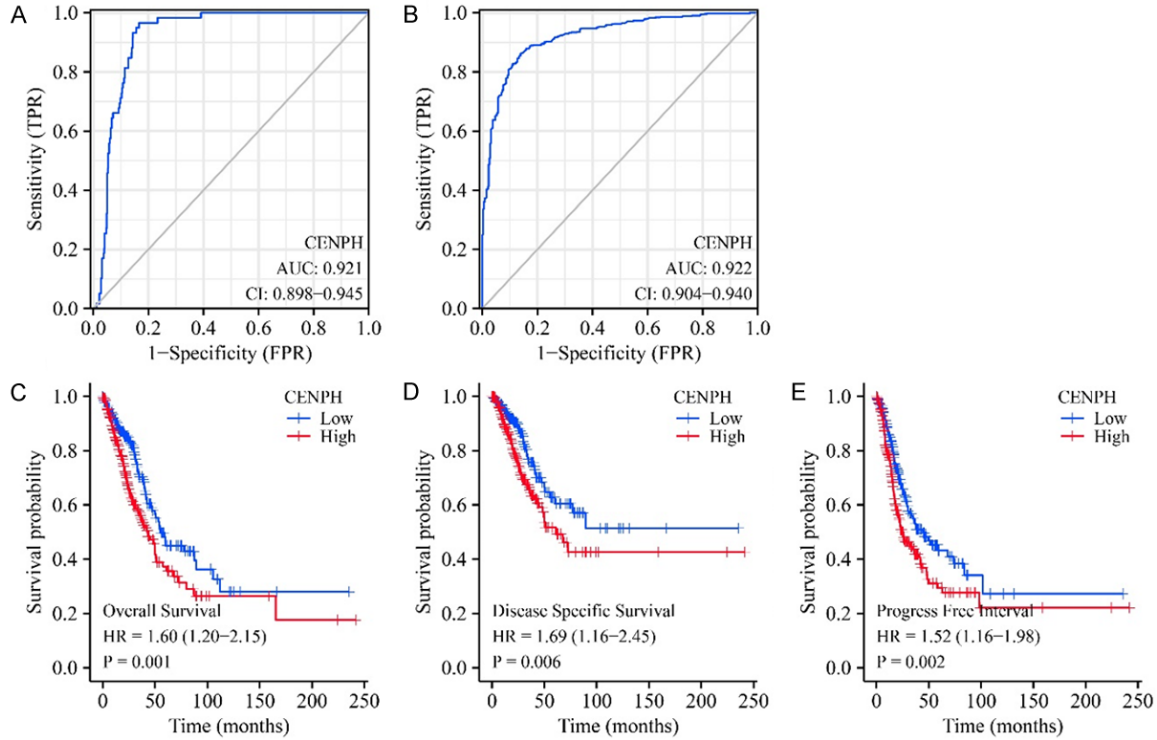 A
1.0
0.8
0.6
0.4
0.2
0.0
Sensitivity (TPR)
CENPH
AUC: 0.921
CI: 0.898−0.945
0.0 0.2 0.4 0.6 0.8 1.0
1−Specificity (FPR)
B
1.0
0.8
0.6
0.4
0.2
0.0
Sensitivity (TPR)
CENPH
AUC: 0.922
CI: 0.904−0.940
0.0 0.2 0.4 0.6 0.8 1.0
1−Specificity (FPR)
C
1.0
0.8
0.6
0.4
0.2
0.0
Survival probability
CENPH
Low
High
Overall Survival
HR = 1.60 (1.20−2.15)
P = 0.001
0 50 100 150 200 250
Time (months)
D
1.0
0.8
0.6
0.4
0.2
0.0
Survival probability
CENPH
Low
High
Disease Specific Survival
HR = 1.69 (1.16−2.45)
P = 0.006
0 50 100 150 200 250
Time (months)
E
1.0
0.8
0.6
0.4
0.2
0.0
Survival probability
CENPH
Low
High
Progress Free Interval
HR = 1.52 (1.16−1.98)
P = 0.002
0 50 100 150 200 250
Time (months)